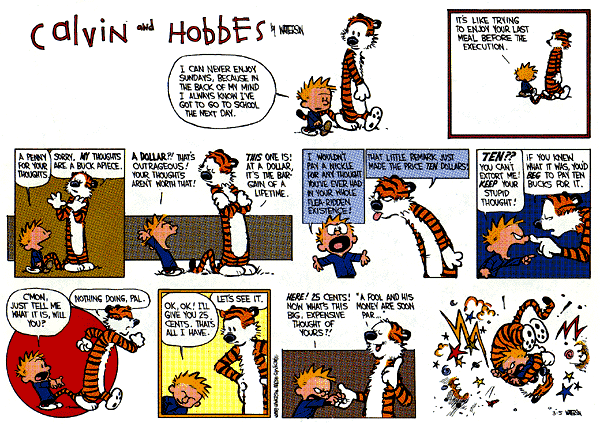 Calvin and HOBBES by WATTERSON
I CAN NEVER ENJOY
SUNDAYS, BECAUSE IN
THE BACK OF MY MIND
I ALWAYS KNOW I'VE
GOT TO GO TO SCHOOL
THE NEXT DAY.
IT'S LIKE TRYING
TO ENJOY YOUR LAST
MEAL BEFORE THE
EXECUTION.
A PENNY
FOR YOUR
THOUGHTS
SORRY, MY THOUGHTS
ARE A BUCK APIECE.
A DOLLAR?! THAT'S
OUTRAGEOUS!
YOUR THOUGHTS
AREN'T WORTH THAT!
THIS ONE IS!
AT A DOLLAR,
IT'S THE BAR-
GAIN OF A
LIFETIME.
I WOULDN'T
PAY A NICKLE
FOR ANY THOUGHT
YOU'VE EVER HAD
IN YOUR WHOLE
FLEA-RIDDEN
EXISTENCE!
THAT LITTLE REMARK JUST
MADE THE PRICE TEN DOLLARS!
TEN??
YOU CAN'T
EXTORT ME!
KEEP YOUR
STUPID
THOUGHT!
IF YOU KNEW
WHAT IT WAS, YOU'D
BEG TO PAY TEN
BUCKS FOR IT.
C'MON,
JUST TELL ME
WHAT IT IS, WILL
YOU?
NOTHING DOING, PAL.
OK, OK! I'LL
GIVE YOU 25
CENTS. THAT'S
ALL I HAVE.
LET'S SEE IT.
HERE! 25 CENTS!
NOW WHAT'S THIS
BIG, EXPENSIVE
THOUGHT OF
YOURS?!
"A FOOL AND HIS
MONEY ARE SOON
PAR...
3-5 WATTERSON